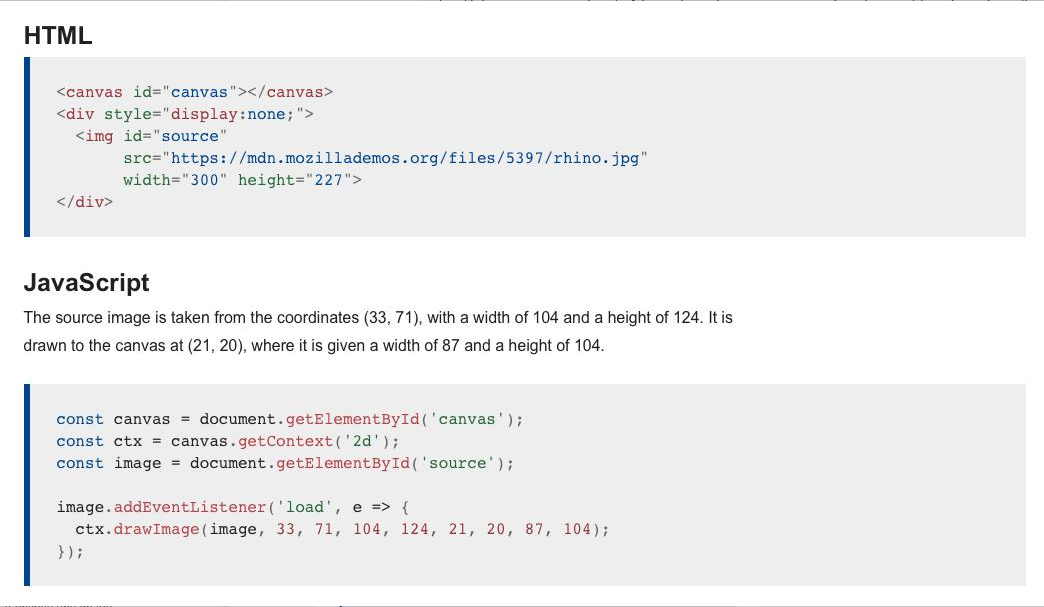 HTML
<canvas id="canvas"></canvas>
<div style="display:none;">
  <img id="source"
       src="https://mdn.mozillademos.org/files/5397/rhino.jpg"
       width="300" height="227">
</div>
JavaScript
The source image is taken from the coordinates (33, 71), with a width of 104 and a height of 124. It is
drawn to the canvas at (21, 20), where it is given a width of 87 and a height of 104.
const canvas = document.getElementById('canvas');
const ctx = canvas.getContext('2d');
const image = document.getElementById('source');
image.addEventListener('load', e => {
  ctx.drawImage(image, 33, 71, 104, 124, 21, 20, 87, 104);
});